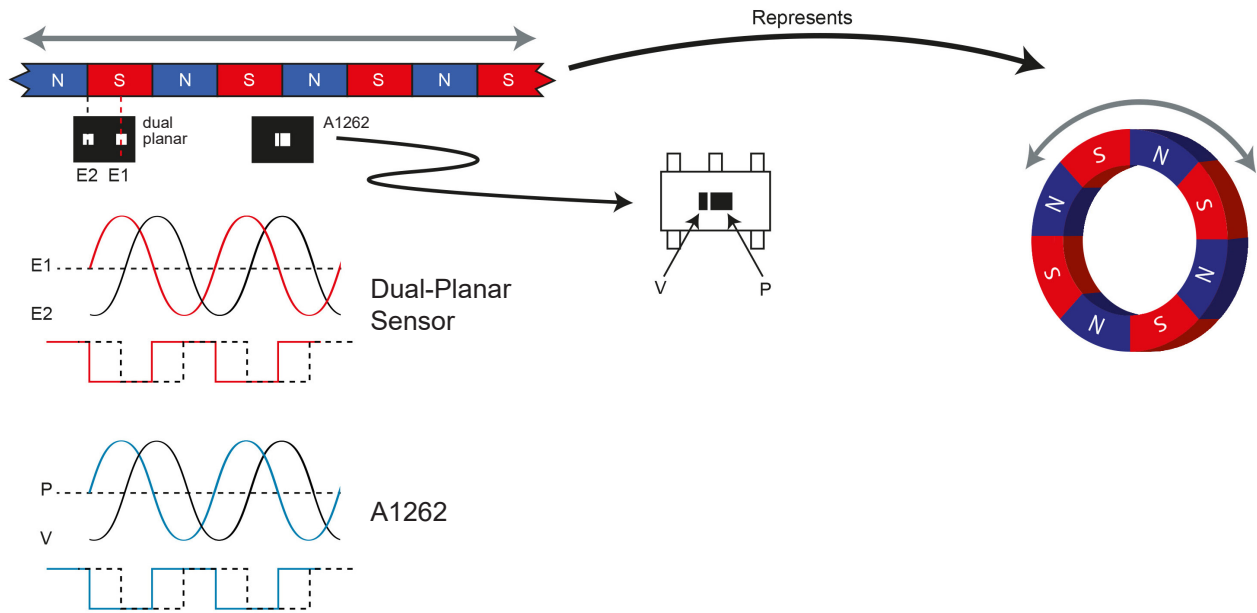 Represents
N S N S N S N S
dual
planar
A1262
E2 E1
V P
S N
N S
S N
N S
E1
E2
Dual-Planar
Sensor
P
V
A1262